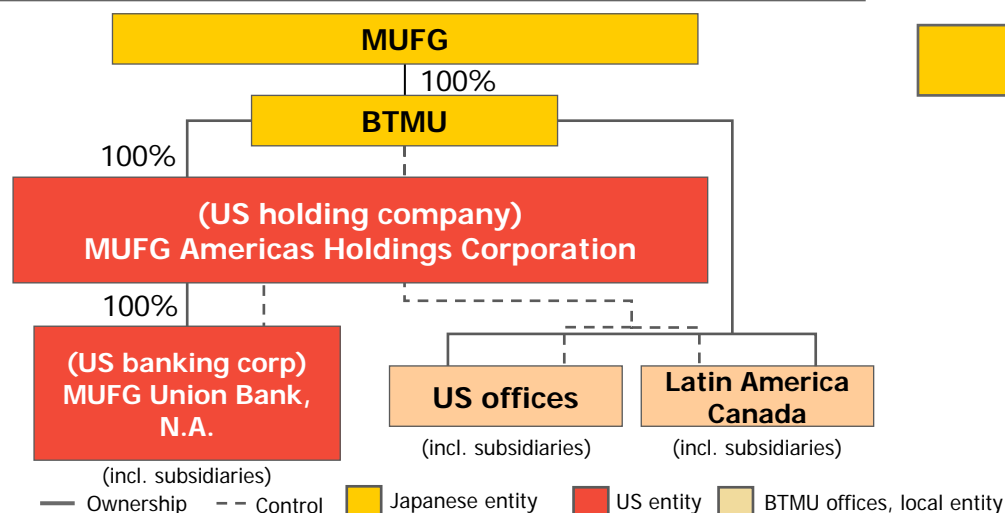 MUFG
100%
BTMU
100%
(US holding company)
MUFG Americas Holdings Corporation
100%
(US banking corp)
MUFG Union Bank,
N.A.
(incl. subsidiaries)
US offices
(incl. subsidiaries)
Latin America
Canada
(incl. subsidiaries)
Ownership
Control
Japanese entity
US entity
BTMU offices, local entity